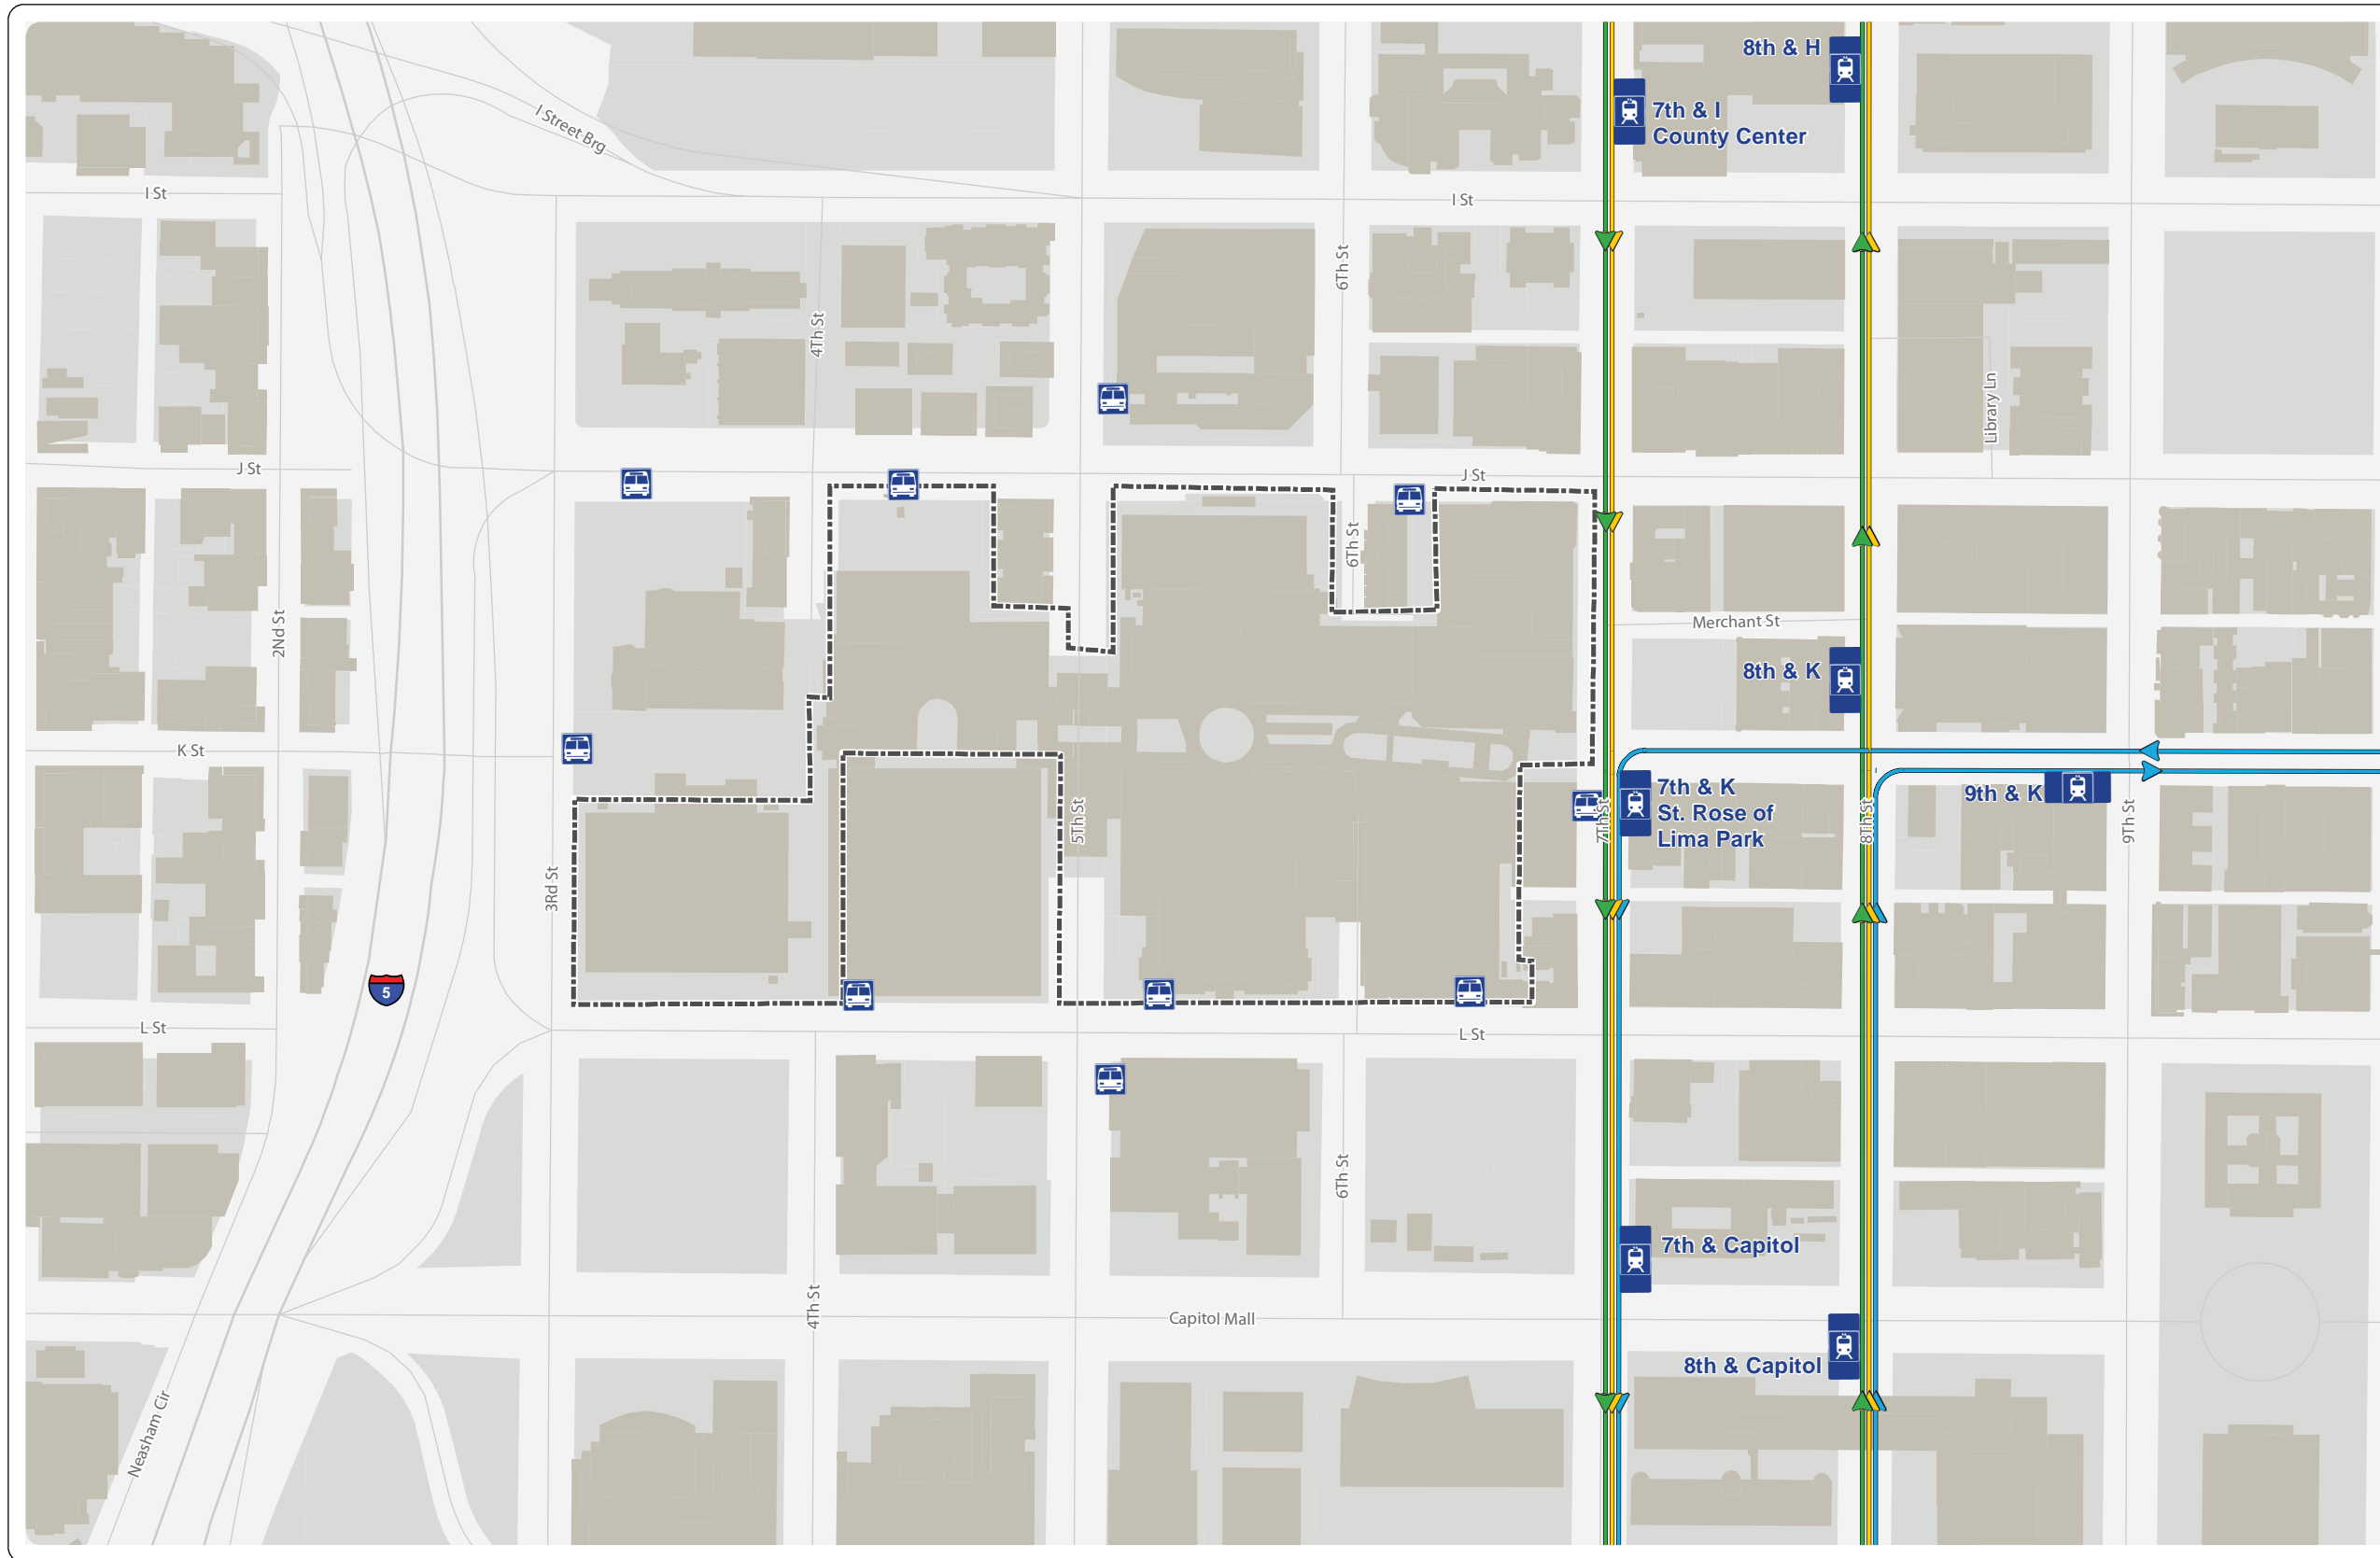 8th & H
7th & I
County Center
I Street Brg
I St
I St
6Th St
4Th St
Library Ln
J St
J St
6Th St
2Nd St
Merchant St
8th & K
K St
7th & K
St. Rose of
Lima Park
9th & K
5Th St
7Th St
8Th St
9Th St
3Rd St
5
L St
L St
6Th St
7th & Capitol
4Th St
Capitol Mall
8th & Capitol
Neasham Cir